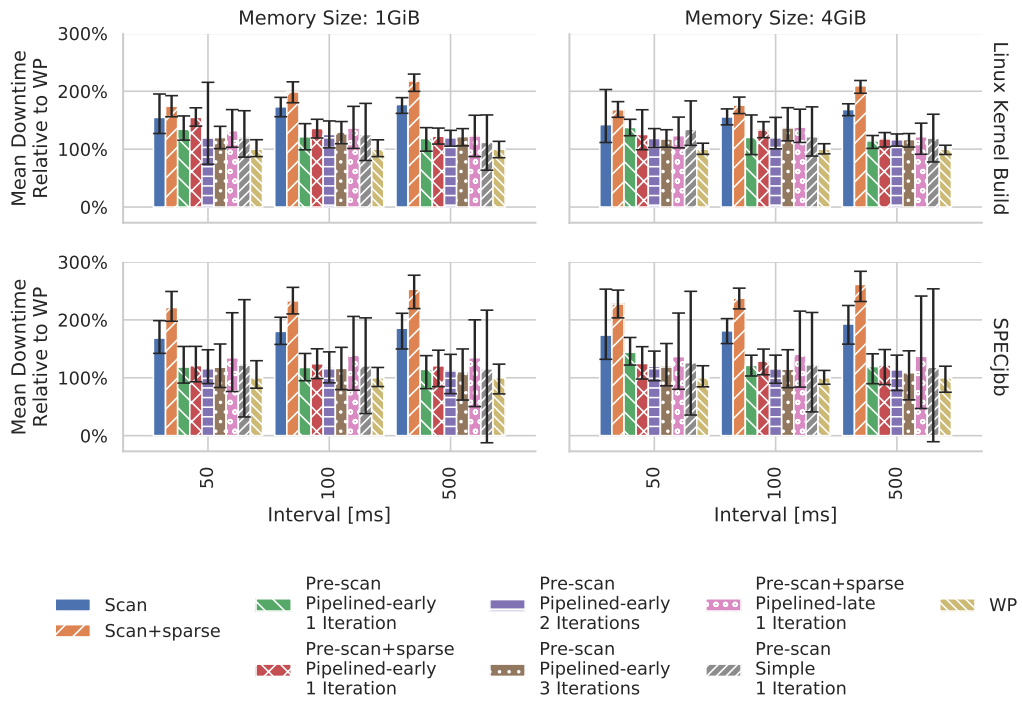 Memory Size: 1GiB
Memory Size: 4GiB
300%
200%
100%
0%
Mean Downtime
Relative to WP
Linux Kernel Build
300%
200%
100%
0%
Mean Downtime
Relative to WP
SPECjbb
50
100
500
50
100
500
Interval [ms]
Interval [ms]
Scan
Scan+sparse
Pre-scan
Pipelined-early
1 Iteration
Pre-scan+sparse
Pipelined-early
1 Iteration
Pre-scan
Pipelined-early
2 Iterations
Pre-scan
Pipelined-early
3 Iterations
Pre-scan+sparse
Pipelined-late
1 Iteration
Pre-scan
Simple
1 Iteration
WP